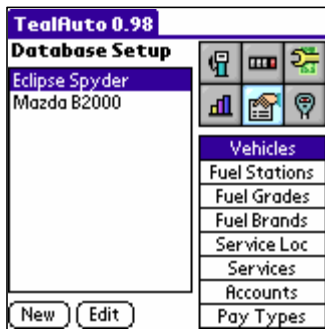 TealAuto 0.98
Database Setup
Eclipse Spyder
Mazda B2000
Vehicles
Fuel Stations
Fuel Grades
Fuel Brands
Service Loc
Services
Accounts
Pay Types
New
Edit